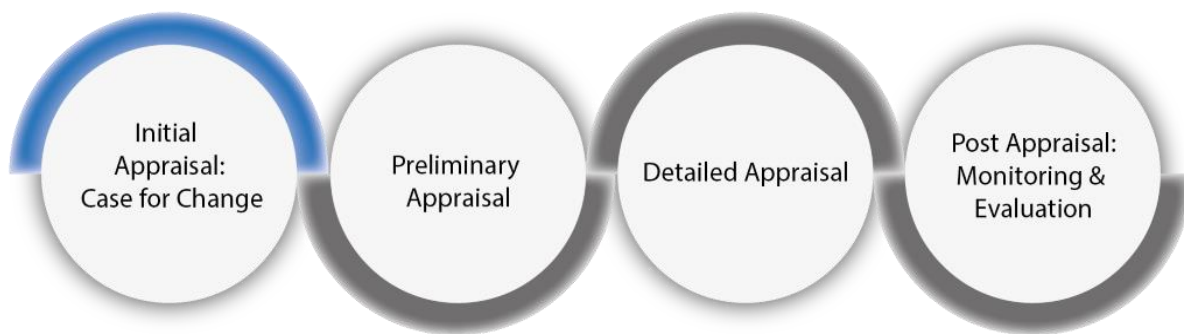 Initial
Appraisal:
Case for Change
Preliminary
Appraisal
Detailed Appraisal
Post Appraisal:
Monitoring &
Evaluation